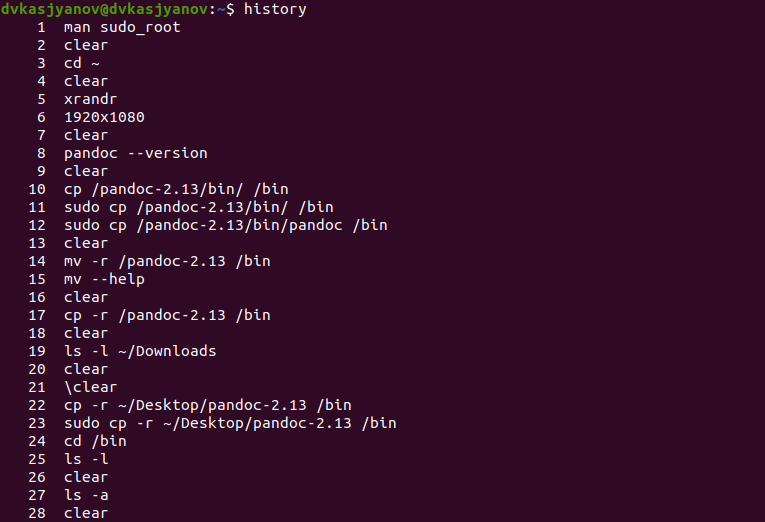 dvkasjyanov@dvkasjyanov:~$ history
1 man sudo_root
2 clear
3 cd ~
4 clear
5 xrandr
6 1920x1080
7 clear
8 pandoc --version
9 clear
10 cp /pandoc-2.13/bin/ /bin
11 sudo cp /pandoc-2.13/bin/ /bin
12 sudo cp /pandoc-2.13/bin/pandoc /bin
13 clear
14 mv -r /pandoc-2.13 /bin
15 mv --help
16 clear
17 cp -r /pandoc-2.13 /bin
18 clear
19 ls -l ~/Downloads
20 clear
21 \clear
22 cp -r ~/Desktop/pandoc-2.13 /bin
23 sudo cp -r ~/Desktop/pandoc-2.13 /bin
24 cd /bin
25 ls -l
26 clear
27 ls -a
28 clear